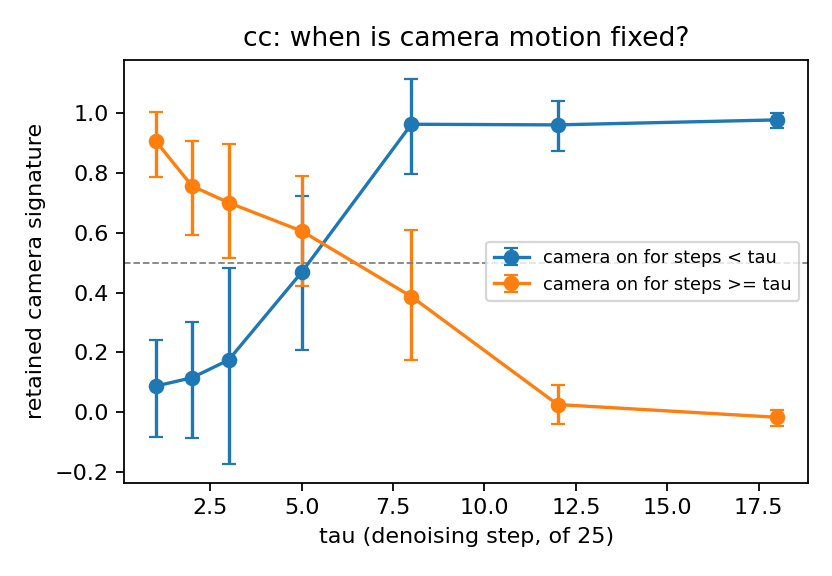 cc: when is camera motion fixed?
retained camera signature
1.0
0.8
0.6
0.4
0.2
0.0
−0.2
camera on for steps < tau
camera on for steps >= tau
2.5 5.0 7.5 10.0 12.5 15.0 17.5
tau (denoising step, of 25)